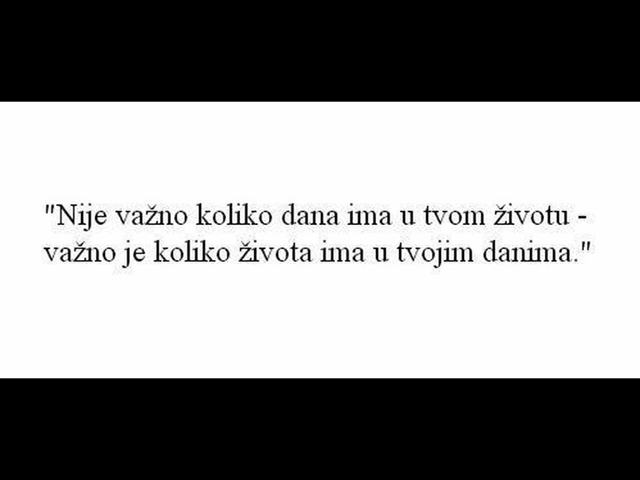 "Nije važno koliko dana ima u tvom životu -
važno je koliko života ima u tvojim danima."